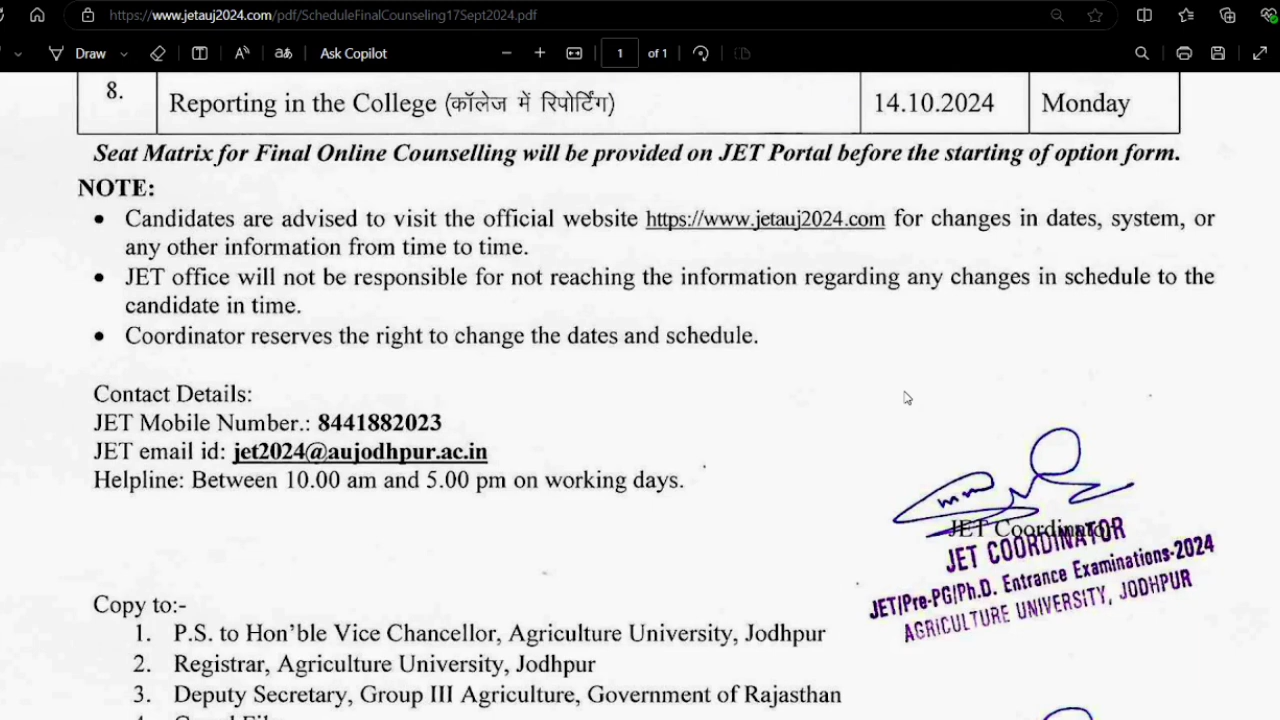 https://www.jetauj2024.com/pdf/ScheduleFinalCounseling17Sept2024.pdf
Draw Ask Copilot 1 of 1
8. Reporting in the College (कॉलेज में रिपोर्टिंग) 14.10.2024 Monday
Seat Matrix for Final Online Counselling will be provided on JET Portal before the starting of option form.
NOTE:
• Candidates are advised to visit the official website https://www.jetauj2024.com for changes in dates, system, or
any other information from time to time.
• JET office will not be responsible for not reaching the information regarding any changes in schedule to the
candidate in time.
• Coordinator reserves the right to change the dates and schedule.
Contact Details:
JET Mobile Number.: 8441882023
JET email id: jet2024@aujodhpur.ac.in
Helpline: Between 10.00 am and 5.00 pm on working days.
JET Coordinator
JET COORDINATOR
JET/Pre-PG/Ph.D. Entrance Examinations-2024
AGRICULTURE UNIVERSITY, JODHPUR
Copy to:-
1. P.S. to Hon'ble Vice Chancellor, Agriculture University, Jodhpur
2. Registrar, Agriculture University, Jodhpur
3. Deputy Secretary, Group III Agriculture, Government of Rajasthan